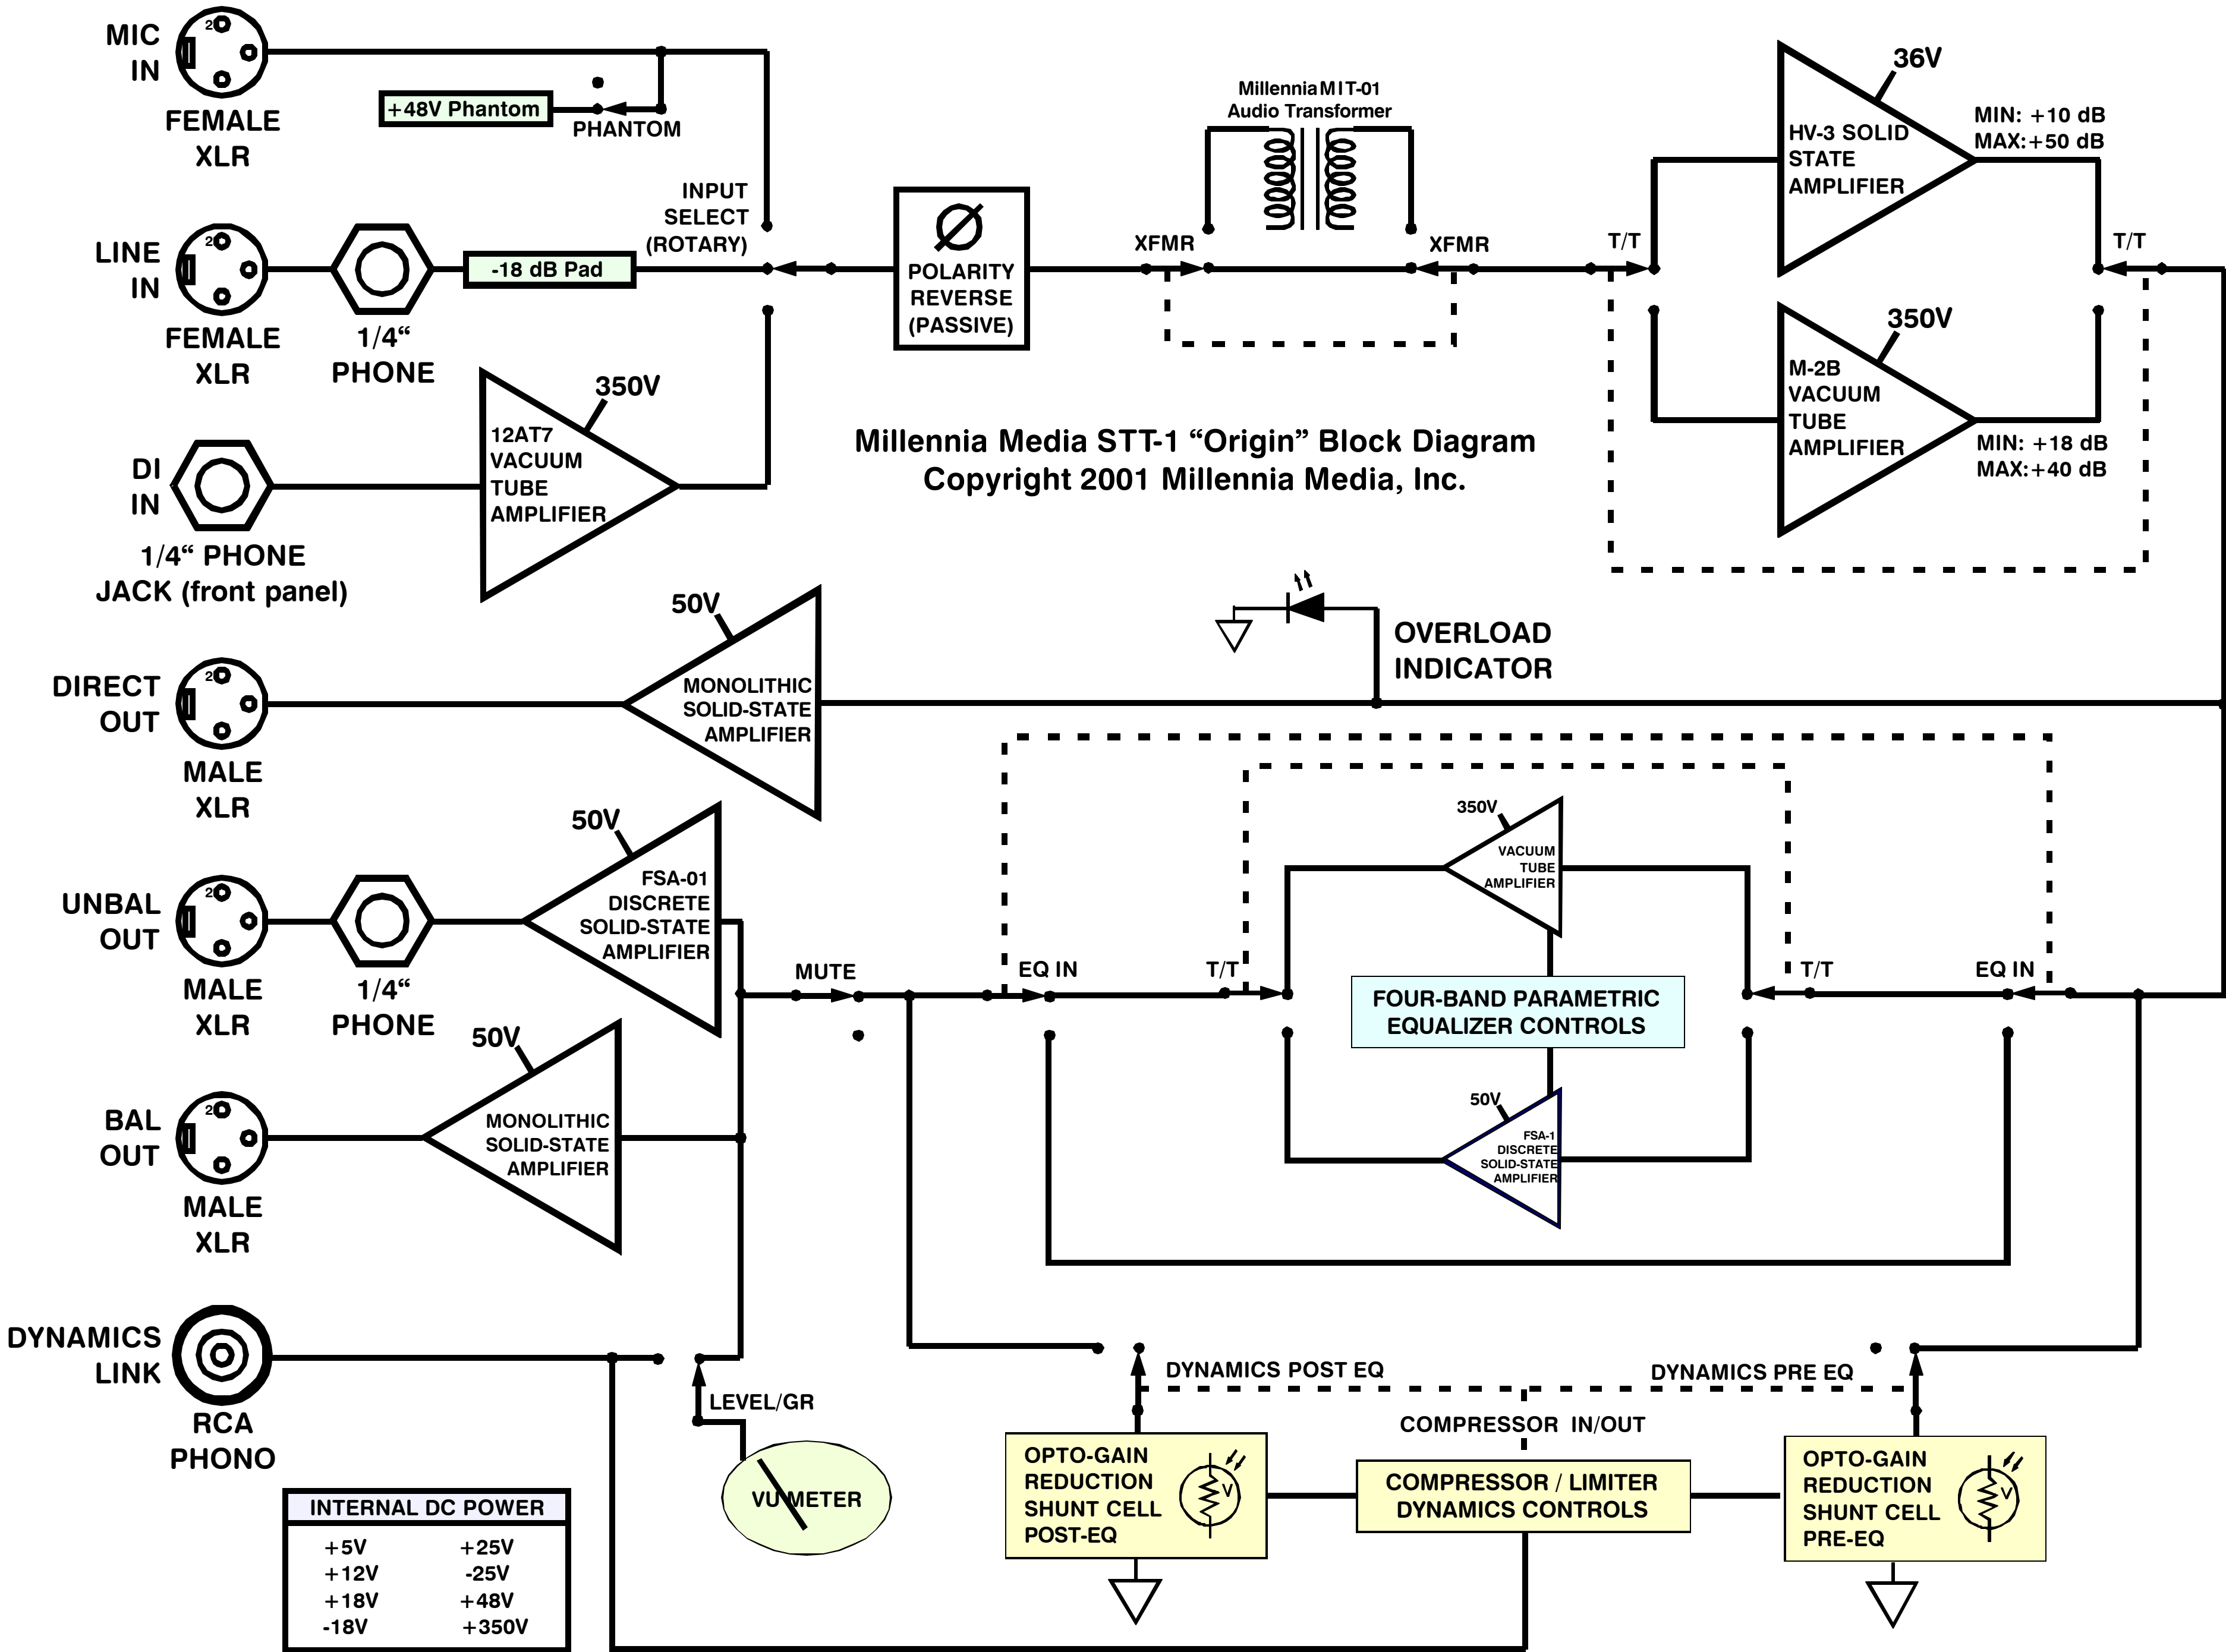 MIC
IN
2
FEMALE
XLR
+48V Phantom
PHANTOM
INPUT
SELECT
(ROTARY)
LINE
IN
2
FEMALE
XLR
1/4“
PHONE
-18 dB Pad
POLARITY
REVERSE
(PASSIVE)
XFMR
Millennia MIT-01
Audio Transformer
XFMR
T/T
36V
HV-3 SOLID
STATE
AMPLIFIER
MIN: +10 dB
MAX:+50 dB
T/T
350V
M-2B
VACUUM
TUBE
AMPLIFIER
MIN: +18 dB
MAX:+40 dB
DI
IN
1/4“ PHONE
JACK (front panel)
350V
12AT7
VACUUM
TUBE
AMPLIFIER
Millennia Media STT-1 “Origin” Block Diagram
Copyright 2001 Millennia Media, Inc.
OVERLOAD
INDICATOR
DIRECT
OUT
2
MALE
XLR
50V
MONOLITHIC
SOLID-STATE
AMPLIFIER
UNBAL
OUT
2
MALE
XLR
1/4“
PHONE
50V
FSA-01
DISCRETE
SOLID-STATE
AMPLIFIER
MUTE
EQ IN
T/T
350V
VACUUM
TUBE
AMPLIFIER
FOUR-BAND PARAMETRIC
EQUALIZER CONTROLS
T/T
EQ IN
50V
FSA-1
DISCRETE
SOLID-STATE
AMPLIFIER
BAL
OUT
2
MALE
XLR
50V
MONOLITHIC
SOLID-STATE
AMPLIFIER
DYNAMICS
LINK
RCA
PHONO
LEVEL/GR
VU METER
DYNAMICS POST EQ
DYNAMICS PRE EQ
COMPRESSOR IN/OUT
OPTO-GAIN
REDUCTION
SHUNT CELL
POST-EQ
V
COMPRESSOR / LIMITER
DYNAMICS CONTROLS
OPTO-GAIN
REDUCTION
SHUNT CELL
PRE-EQ
V
INTERNAL DC POWER
+5V +25V
+12V -25V
+18V +48V
-18V +350V